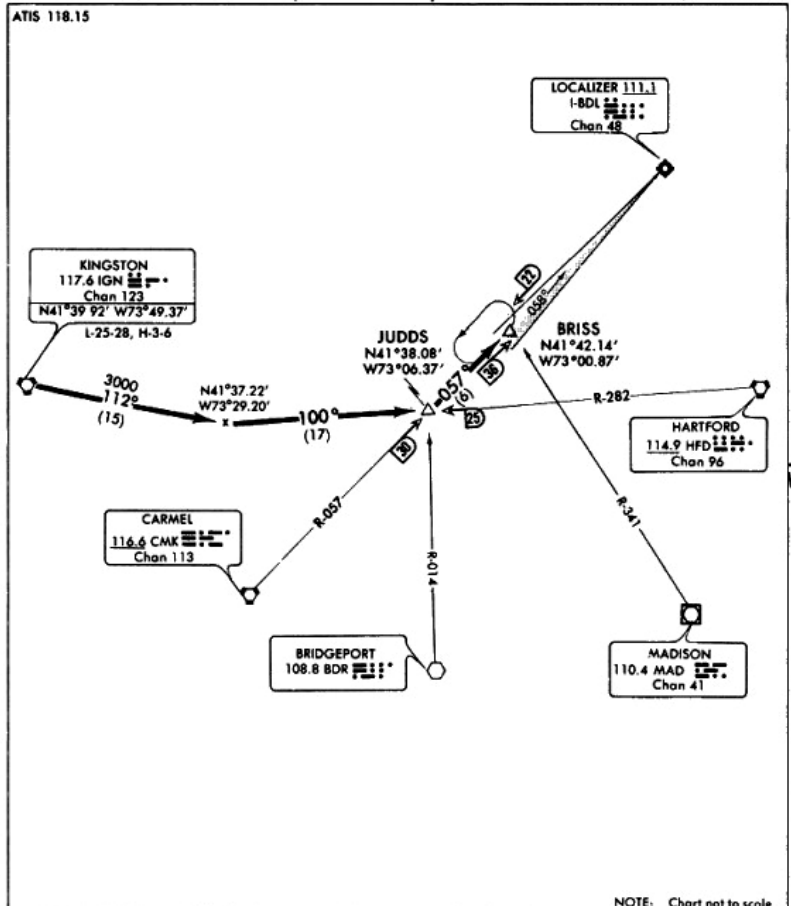 ATIS 118.15
LOCALIZER 111.1
I-BDL
Chan 48
KINGSTON
117.6 IGN
Chan 123
N41°39 92' W73°49.37'
L-25-28, H-3-6
22
058°
JUDDS
N41°38.08'
W73°06.37'
BRISS
N41°42.14'
W73°00.87'
3000
112°
(15)
N41°37.22'
W73°29.20'
100°
(17)
057°
(6)
36
25
R-282
HARTFORD
114.9 HFD
Chan 96
30
R-057
CARMEL
116.6 CMK
Chan 113
R-014
R-341
BRIDGEPORT
108.8 BDR
MADISON
110.4 MAD
Chan 41
NOTE: Chart not to scale